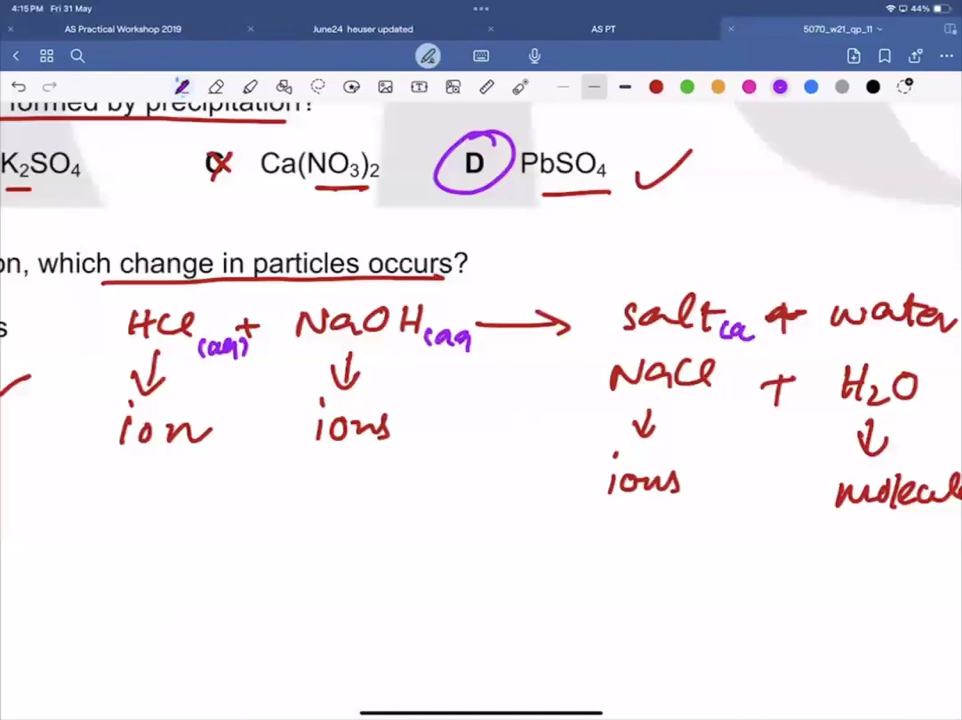 4:15 PM Fri 31 May 44%
AS Practical Workshop 2019 June24 heuser updated AS PT 5070_w21_qp_11
formed by precipitation?
K₂SO₄ C Ca(NO₃)₂ D PbSO₄
on, which change in particles occurs?
s HCl(aq) + NaOH(aq → salt(a + water
NaCl + H₂O
ion ions
ions molecul